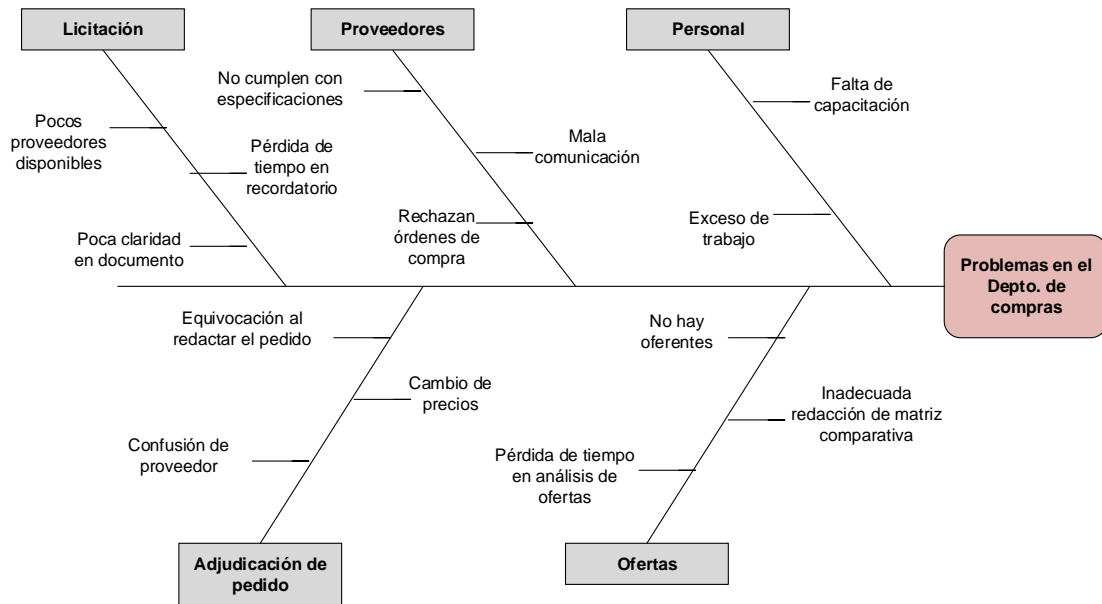 Licitación
Proveedores
Personal
No cumplen con
especificaciones
Falta de
capacitación
Pocos
proveedores
disponibles
Pérdida de
tiempo en
recordatorio
Mala
comunicación
Poca claridad
en documento
Rechazan
órdenes de
compra
Exceso de
trabajo
Problemas en el
Depto. de
compras
Equivocación al
redactar el pedido
No hay
oferentes
Cambio de
precios
Inadecuada
redacción de matriz
comparativa
Confusión de
proveedor
Pérdida de tiempo
en análisis de
ofertas
Adjudicación de
pedido
Ofertas